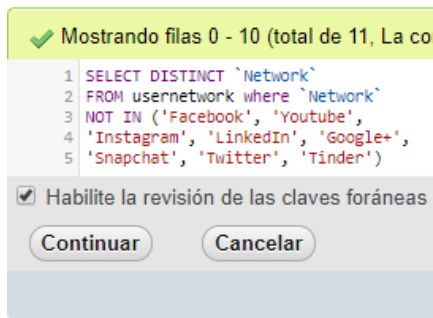 Mostrando filas 0 - 10 (total de 11, La
1 SELECT DISTINCT `Network`
2 FROM usernetwork where `Network`
3 NOT IN ('Facebook', 'Youtube',
4 'Instagram', 'LinkedIn', 'Google+',
5 'Snapchat', 'Twitter', 'Tinder')
Habilite la revisión de las claves foráneas
Continuar Cancelar